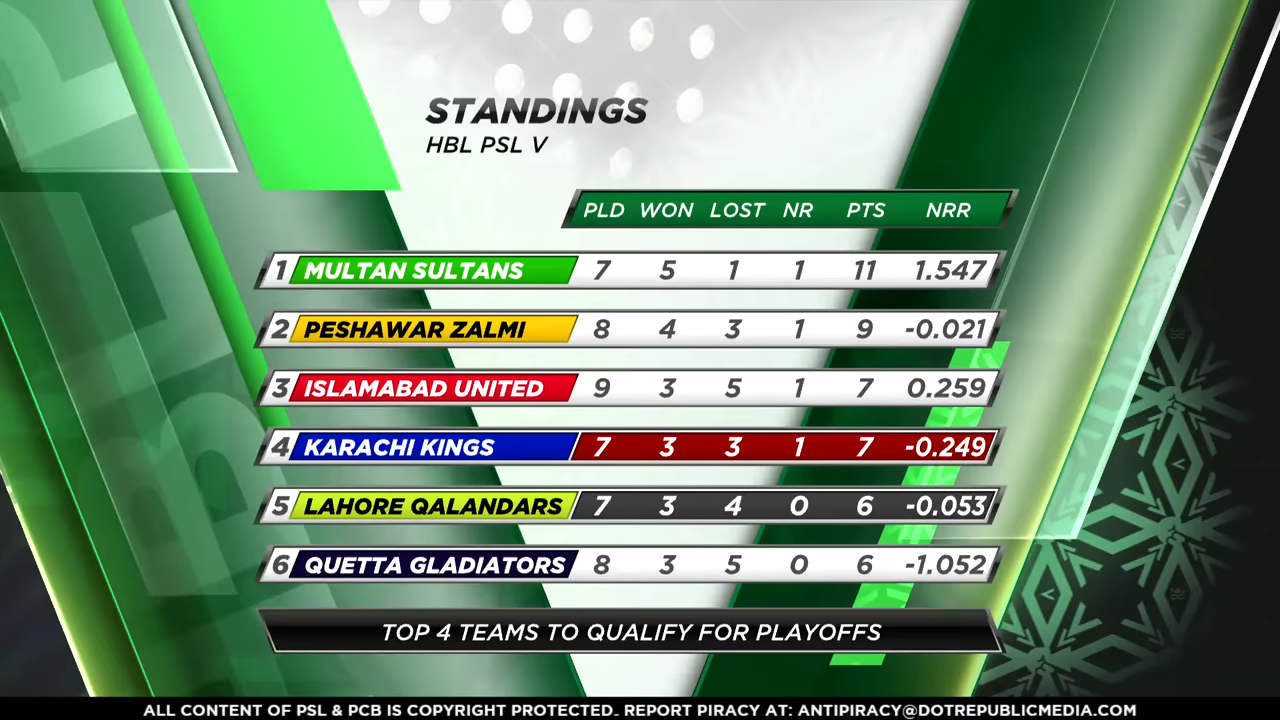 STANDINGS
HBL PSL V
PLD WON LOST NR PTS NRR
1 MULTAN SULTANS 7 5 1 1 11 1.547
2 PESHAWAR ZALMI 8 4 3 1 9 -0.021
3 ISLAMABAD UNITED 9 3 5 1 7 0.259
4 KARACHI KINGS 7 3 3 1 7 -0.249
5 LAHORE QALANDARS 7 3 4 0 6 -0.053
6 QUETTA GLADIATORS 8 3 5 0 6 -1.052
TOP 4 TEAMS TO QUALIFY FOR PLAYOFFS
ALL CONTENT OF PSL & PCB IS COPYRIGHT PROTECTED. REPORT PIRACY AT: ANTIPIRACY@DOTREPUBLICMEDIA.COM